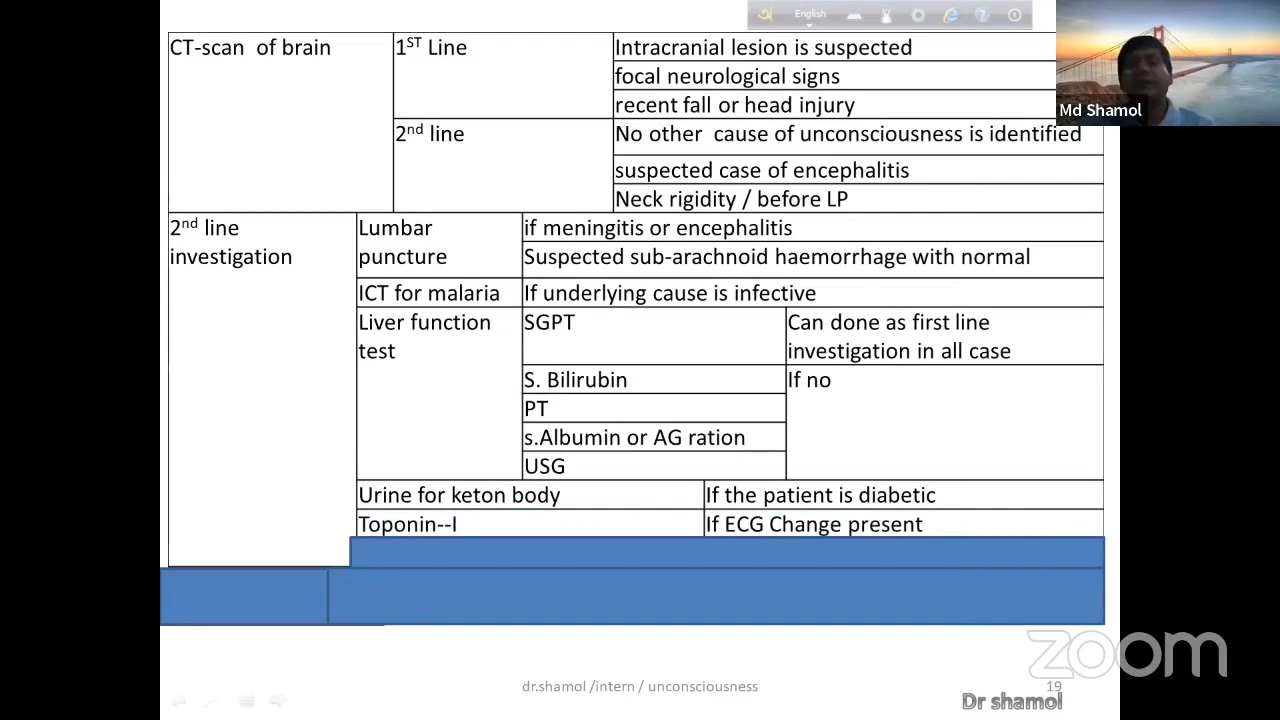 English
CT-scan of brain
1ST Line
Intracranial lesion is suspected
focal neurological signs
recent fall or head injury
2nd line
No other cause of unconsciousness is identified
suspected case of encephalitis
Neck rigidity / before LP
2nd line
investigation
Lumbar
puncture
if meningitis or encephalitis
Suspected sub-arachnoid haemorrhage with normal
ICT for malaria
If underlying cause is infective
Liver function
test
SGPT
Can done as first line
investigation in all case
S. Bilirubin
If no
PT
s.Albumin or AG ration
USG
Urine for keton body
If the patient is diabetic
Toponin--I
If ECG Change present
Md Shamol
zoom
dr.shamol /intern / unconsciousness
19
Dr shamol